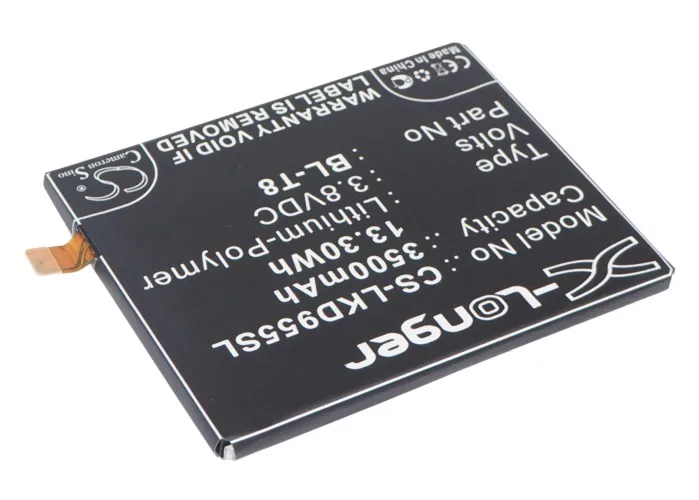 X-Longer
Model No : CS-LKD955SL
Capacity : 3500mAh
13.30Wh
Type : Lithium-Polymer
Volts : 3.8VDC
Part No : BL-T8
WARRANTY VOID IF
LABEL IS REMOVED
Made in China
CS
Cameron Sino